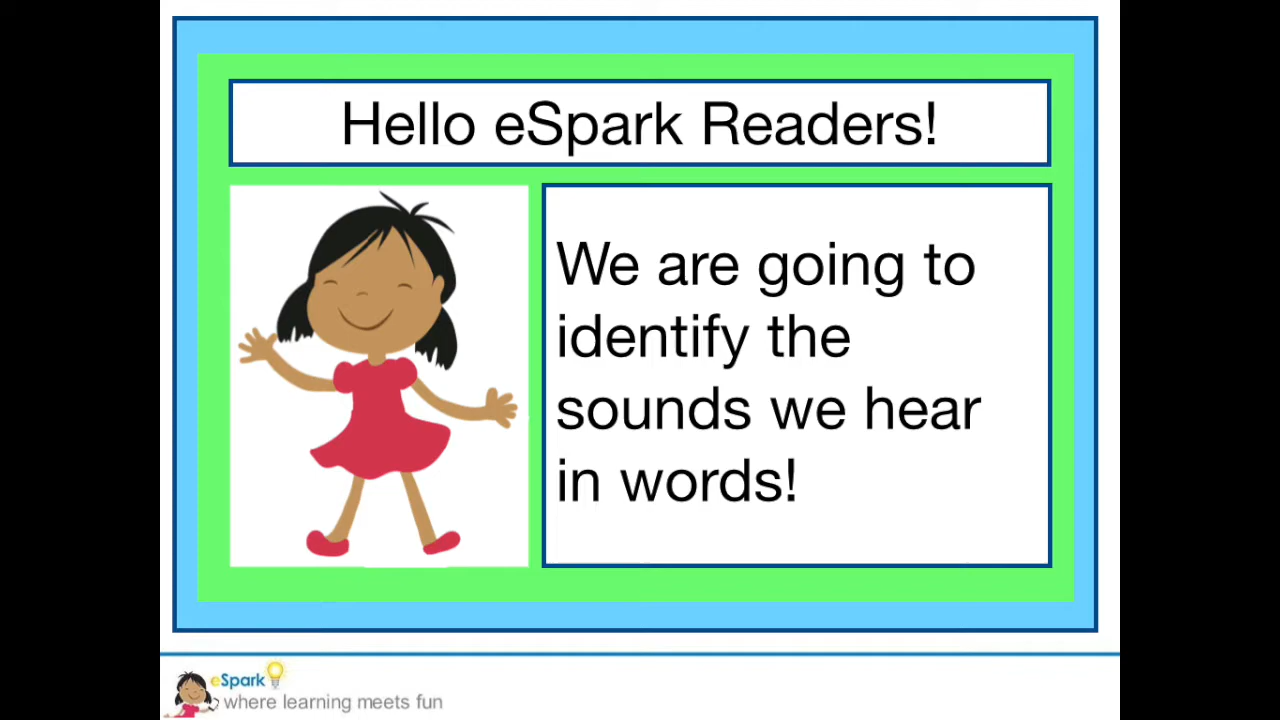 Hello eSpark Readers!
We are going to
identify the
sounds we hear
in words!
eSpark
where learning meets fun